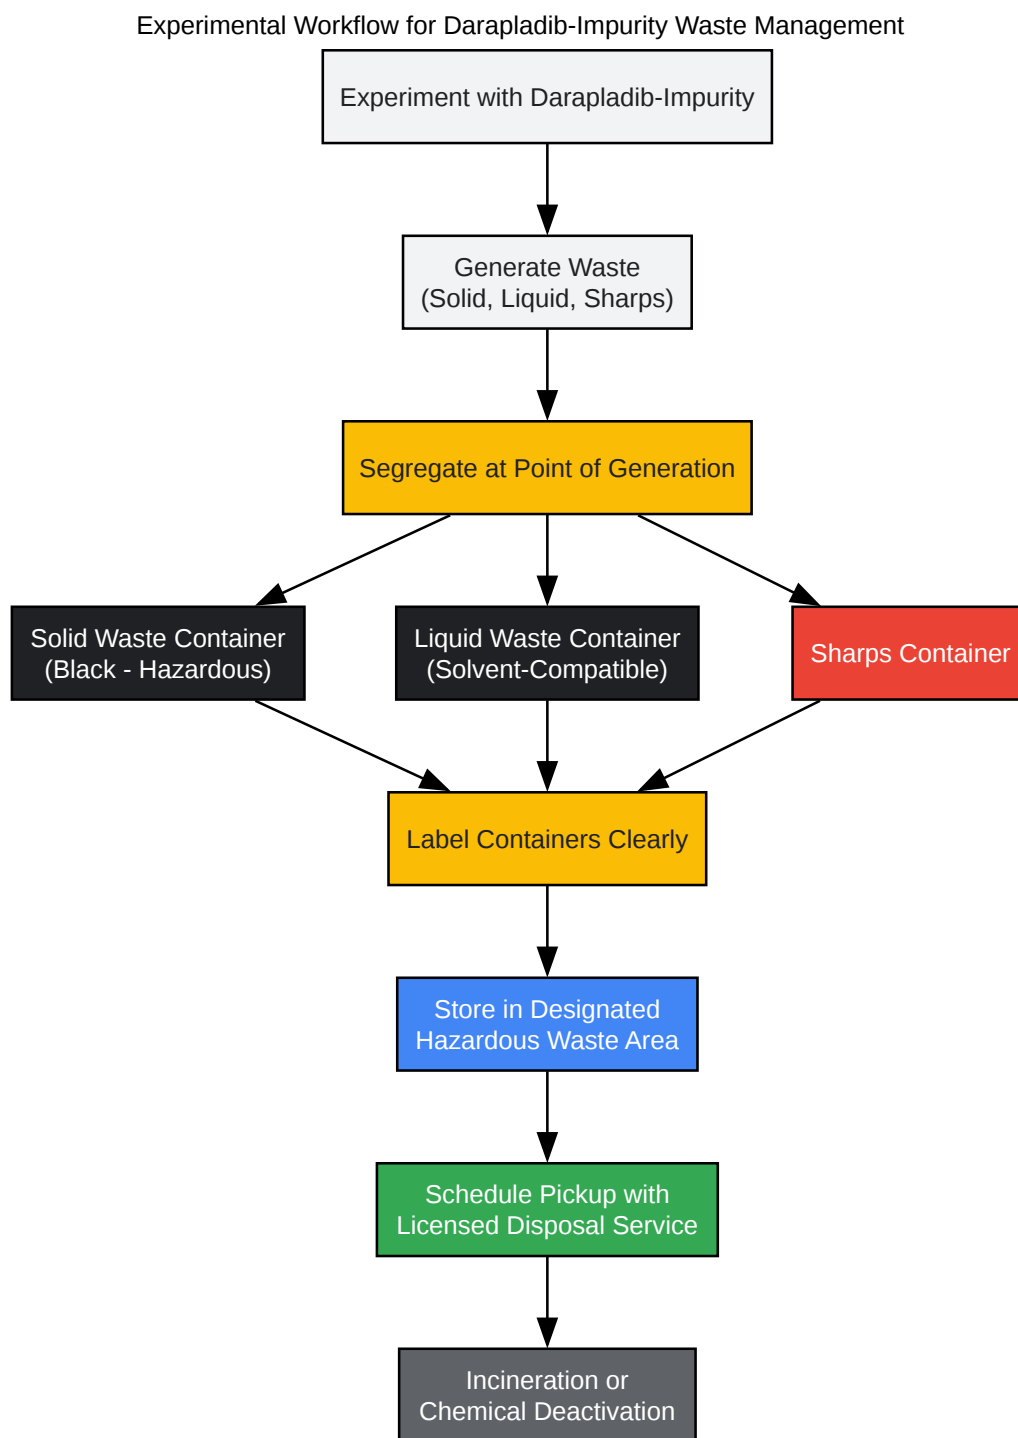 Experimental Workflow for Darapladib-Impurity Waste Management
Experiment with Darapladib-Impurity
Generate Waste
(Solid, Liquid, Sharps)
Segregate at Point of Generation
Solid Waste Container
(Black - Hazardous)
Liquid Waste Container
(Solvent-Compatible)
Sharps Container
Label Containers Clearly
Store in Designated
Hazardous Waste Area
Schedule Pickup with
Licensed Disposal Service
Incineration or
Chemical Deactivation